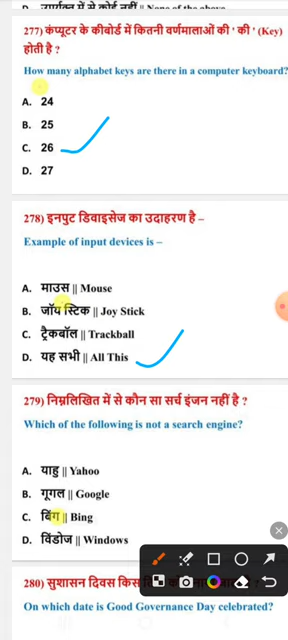 277) कंप्यूटर के कीबोर्ड में कितनी वर्णमालाओं की ' की ' (Key)
होती है ?
How many alphabet keys are there in a computer keyboard?
A. 24
B. 25
C. 26
D. 27
278) इनपुट डिवाइसेज का उदाहरण है –
Example of input devices is –
A. माउस || Mouse
B. जॉय स्टिक || Joy Stick
C. ट्रैकबॉल || Trackball
D. यह सभी || All This
279) निम्नलिखित में से कौन सा सर्च इंजन नहीं है ?
Which of the following is not a search engine?
A. याहु || Yahoo
B. गूगल || Google
C. बिंग || Bing
D. विंडोज || Windows
280) सुशासन दिवस किस
On which date is Good Governance Day celebrated?